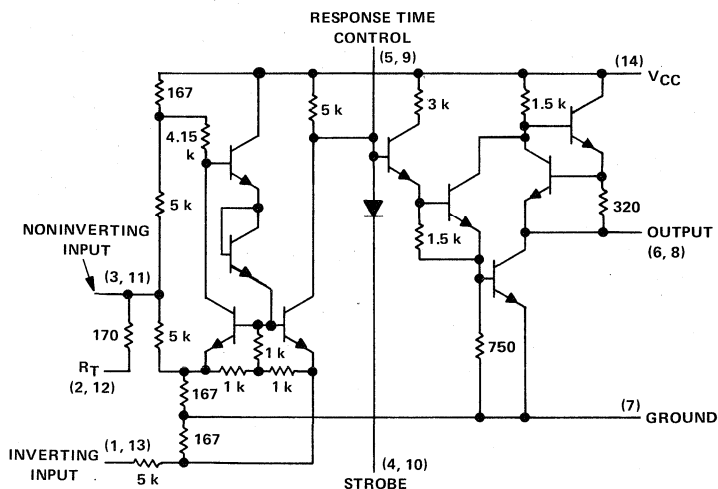 RESPONSE TIME
CONTROL
(5, 9)
(14)
VCC
167
5 k
3 k
1.5 k
4.15
k
5 k
320
NONINVERTING
INPUT
1.5 k
OUTPUT
(6, 8)
(3, 11)
170
5 k
1 k
750
RT
(2, 12)
1 k
1 k
167
(7)
GROUND
167
(1, 13)
INVERTING
INPUT
5 k
(4, 10)
STROBE